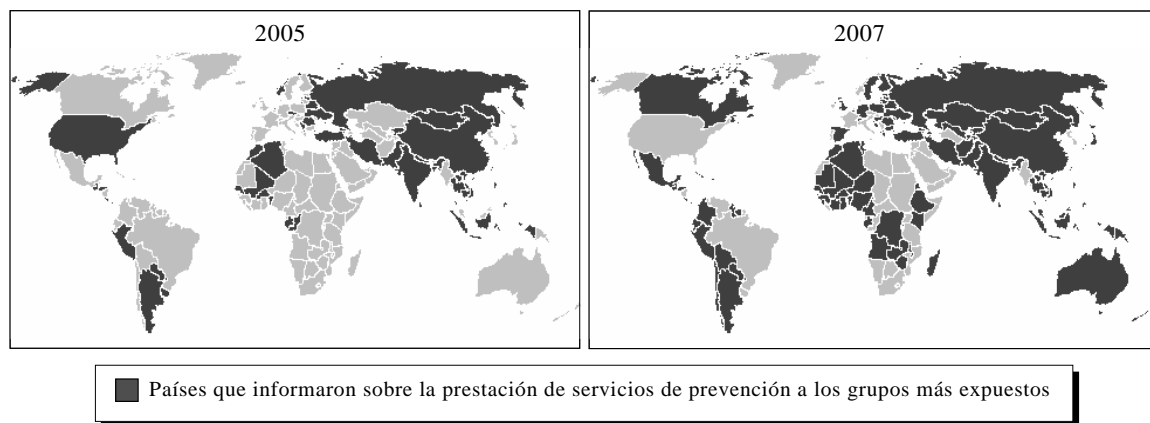 2005
2007
Países que informaron sobre la prestación de servicios de prevención a los grupos más expuestos